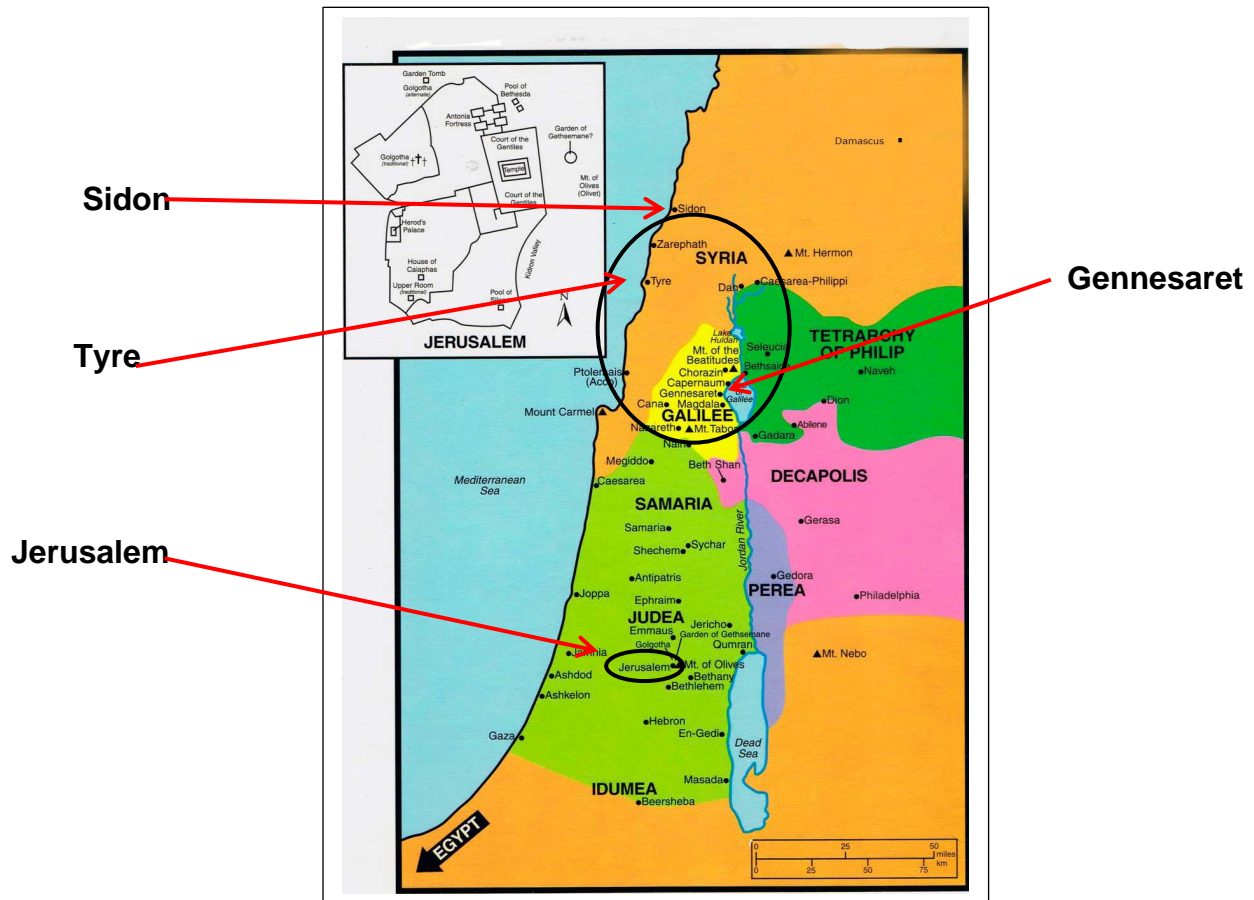 Sidon
Tyre
Jerusalem
Gennesaret
Garden Tomb
Golgotha
(alternate)
Pool of
Bethesda
Antonia
Fortress
Garden of
Gethsemane?
Court of the
Gentiles
Golgotha
(traditional)
Temple
Mt. of
Olives
(Olivet)
Court of the
Gentiles
Herod's
Palace
House of
Caiaphas
Upper Room
(traditional)
Kidron Valley
Pool of
N
JERUSALEM
Damascus
Sidon
Zarephath
SYRIA
Mt. Hermon
Tyre
Dan
Caesarea-Philippi
Lake
Huldah
TETRARCHY
OF PHILIP
Seleucia
Mt. of the
Beatitudes
Bethsaida
Naveh
Ptolemais
(Acco)
Chorazin
Capernaum
Gennesaret
of
Galilee
Magdala
Cana
Dion
Mount Carmel
GALILEE
Abilene
Nazareth
Mt.Tabor
Gadara
Nain
Megiddo
Beth Shan
DECAPOLIS
Mediterranean
Sea
Caesarea
SAMARIA
Jordan River
Samaria
Gerasa
Sychar
Shechem
Antipatris
Gedora
PEREA
Joppa
Ephraim
Philadelphia
JUDEA
Jericho
Emmaus
Garden of Gethsemane
Golgotha
Qumran
Jamnia
Mt. Nebo
Jerusalem
Mt. of Olives
Ashdod
Bethany
Bethlehem
Ashkelon
Hebron
Gaza
En-Gedi
Dead
Sea
Masada
IDUMEA
Beersheba
EGYPT
0 25 50
miles
km
0 25 50 75